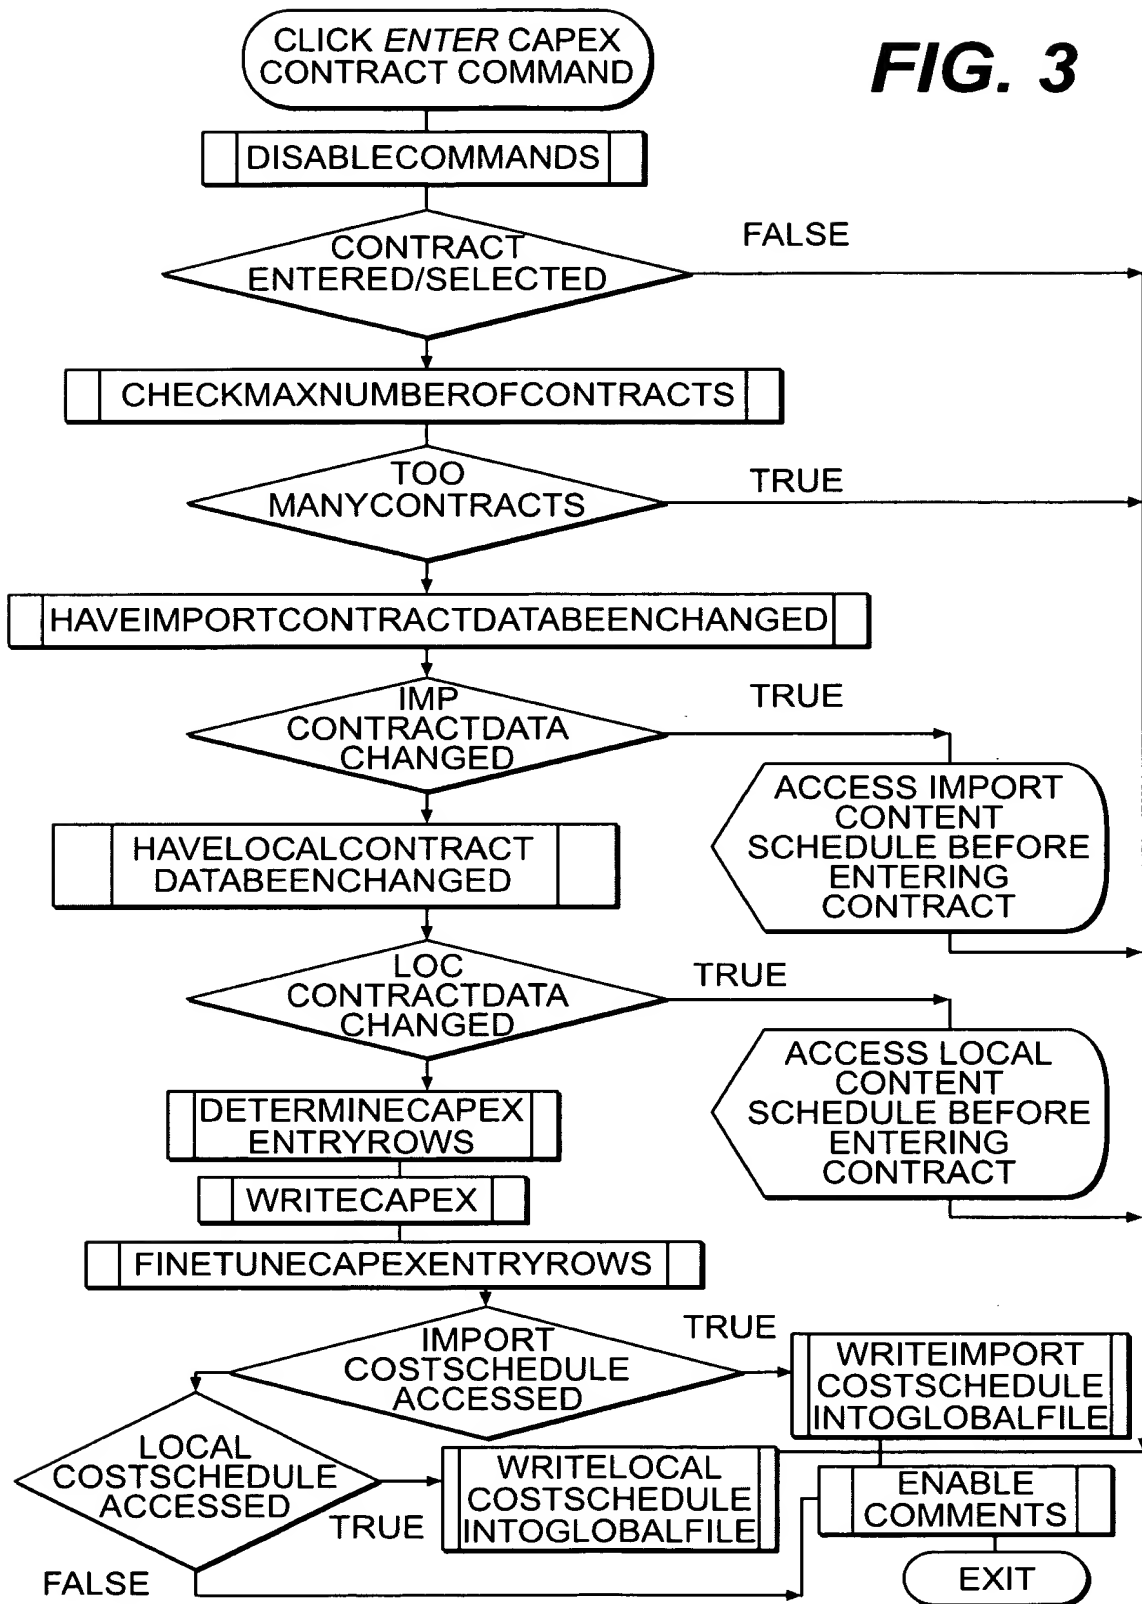 CLICK ENTER CAPEX
CONTRACT COMMAND
FIG. 3
DISABLECOMMANDS
CONTRACT
ENTERED/SELECTED
FALSE
CHECKMAXNUMBEROFCONTRACTS
TOO
MANYCONTRACTS
TRUE
HAVEIMPORTCONTRACTDATABEENCHANGED
IMP
CONTRACTDATA
CHANGED
TRUE
ACCESS IMPORT
CONTENT
SCHEDULE BEFORE
ENTERING
CONTRACT
HAVELOCALCONTRACT
DATABEENCHANGED
LOC
CONTRACTDATA
CHANGED
TRUE
ACCESS LOCAL
CONTENT
SCHEDULE BEFORE
ENTERING
CONTRACT
DETERMINECAPEX
ENTRYROWS
WRITECAPEX
FINETUNECAPEXENTRYROWS
IMPORT
COSTSCHEDULE
ACCESSED
TRUE
WRITEIMPORT
COSTSCHEDULE
INTOGLOBALFILE
LOCAL
COSTSCHEDULE
ACCESSED
TRUE
WRITELOCAL
COSTSCHEDULE
INTOGLOBALFILE
ENABLE
COMMENTS
FALSE
EXIT